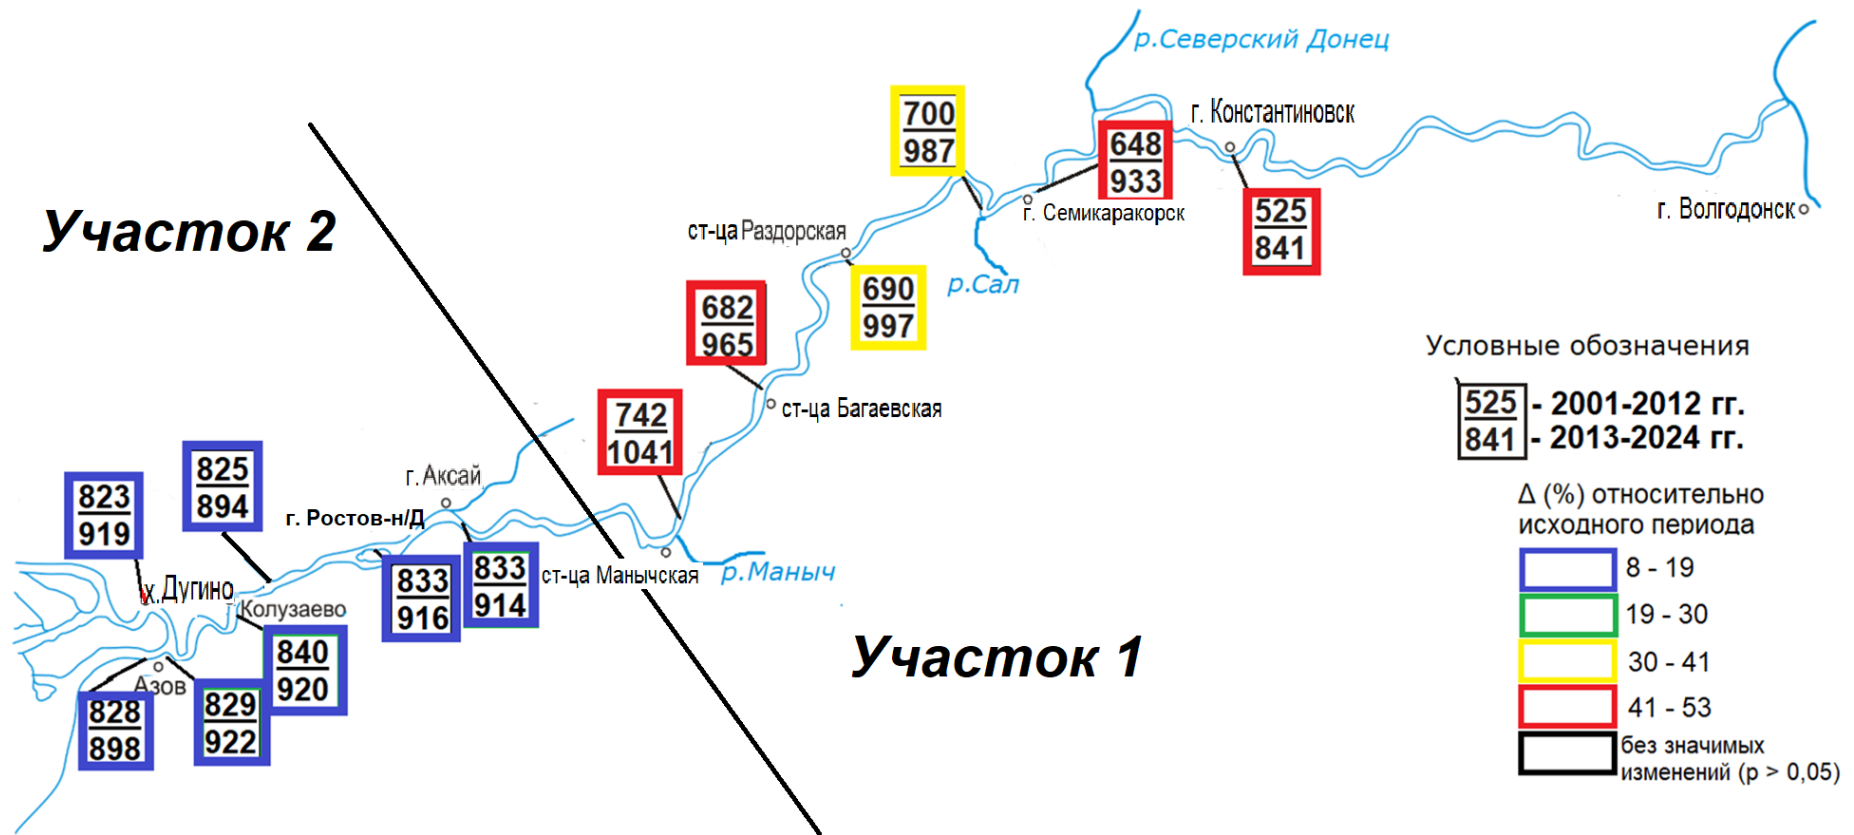 р.Северский Донец
700
987
г. Константиновск
648
933
525
841
г. Семикаракорск
г. Волгодонск
Участок 2
ст-ца Раздорская
р.Сал
690
997
682
965
Условные обозначения
525
841
- 2001-2012 гг.
- 2013-2024 гг.
ст-ца Багаевская
742
1041
825
894
г. Аксай
823
919
г. Ростов-н/Д
Δ (%) относительно
исходного периода
8 - 19
19 - 30
30 - 41
41 - 53
без значимых
изменений (p > 0,05)
833
916
833
914
ст-ца Манычская
р.Маныч
х.Дугино
Колузаево
840
920
Участок 1
Азов
828
898
829
922